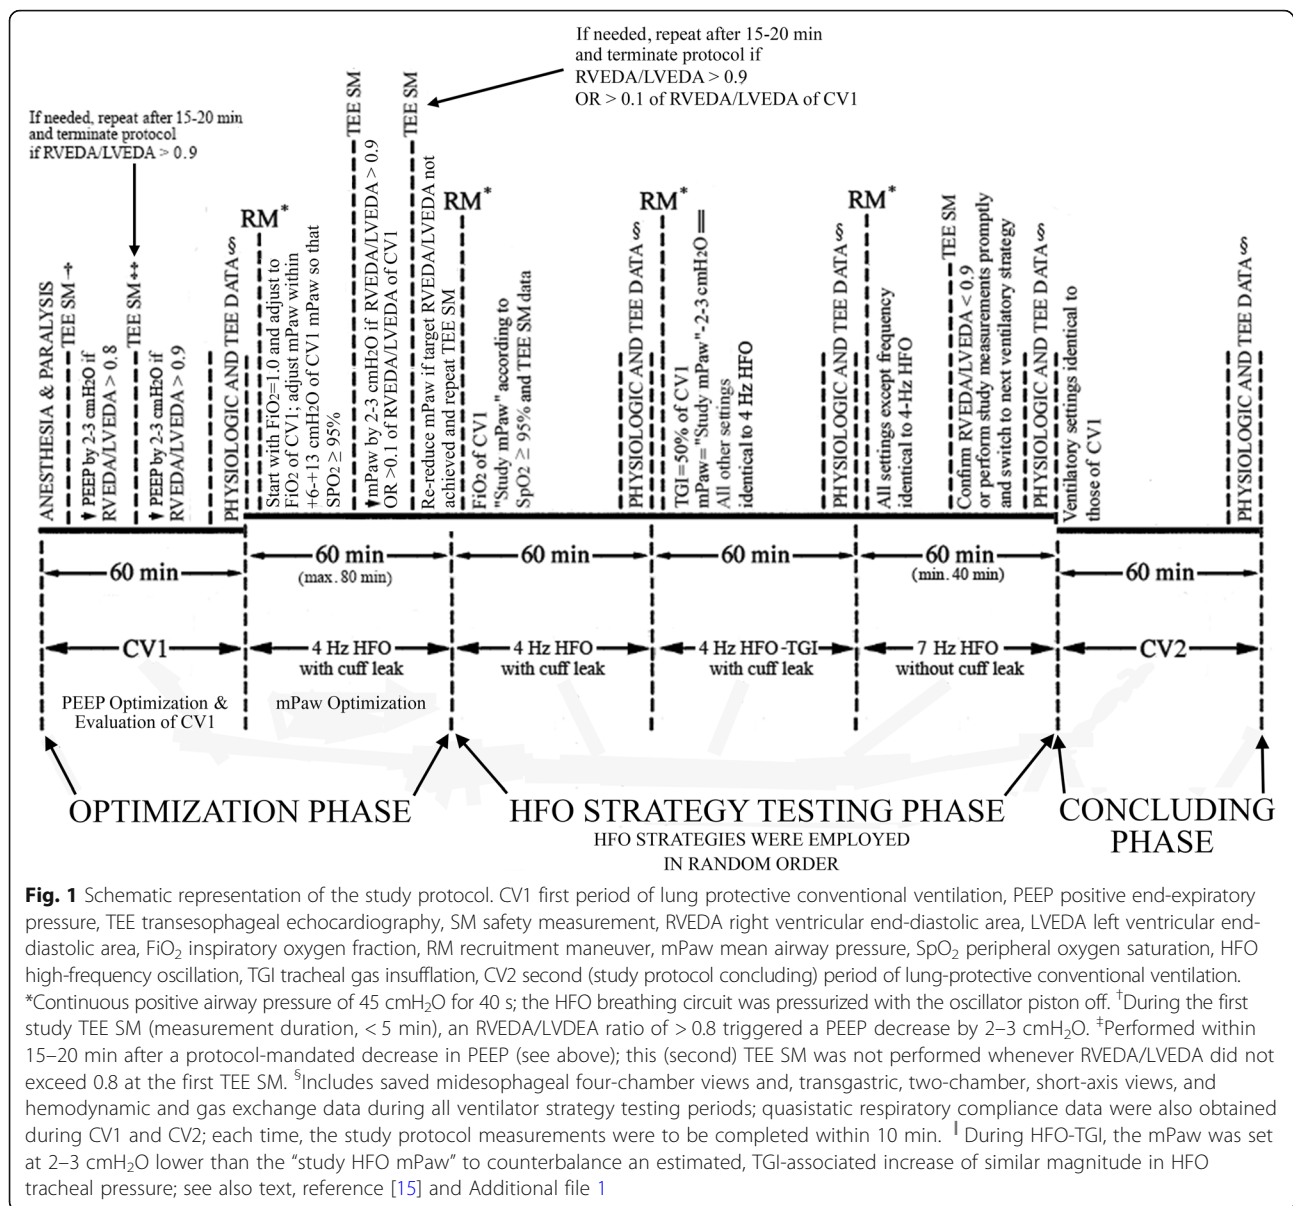 If needed, repeat after 15-20 min
and terminate protocol if
RVEDA/LVEDA > 0.9
OR > 0.1 of RVEDA/LVEDA of CV1
If needed, repeat after 15-20 min
and terminate protocol
if RVEDA/LVEDA > 0.9
ANESTHESIA & PARALYSIS
TEE SM -†
PEEP by 2-3 cmH2O if
RVEDA/LVEDA > 0.8
TEE SM ++
PEEP by 2-3 cmH2O if
RVEDA/LVEDA > 0.9
PHYSIOLOGIC AND TEE DATA §
RM*
Start with FiO2=1.0 and adjust to
FiO2 of CV1; adjust mPaw within
+6-+13 cmH2O of CV1 mPaw so that
SPO2 ≥ 95%
TEE SM
mPaw by 2-3 cmH2O if RVEDA/LVEDA > 0.9
OR >0.1 of RVEDA/LVEDA of CV1
TEE SM
Re-reduce mPaw if target RVEDA/LVEDA not
achieved and repeat TEE SM
RM*
FiO2 of CV1
"Study mPaw" according to
SpO2 ≥ 95% and TEE SM data
PHYSIOLOGIC AND TEE DATA §
RM*
TGI=50% of CV1
mPaw= "Study mPaw"-2-3 cmH2O ||
All other settings
identical to 4 Hz HFO
PHYSIOLOGIC AND TEE DATA §
RM*
All settings except frequency
identical to 4-Hz HFO
TEE SM
Confirm RVEDA/LVEDA < 0.9
or perform study measurements promptly
and switch to next ventilatory strategy
PHYSIOLOGIC AND TEE DATA §
Ventilatory settings identical to
those of CV1
PHYSIOLOGIC AND TEE DATA §
60 min
60 min
(max. 80 min)
60 min
60 min
60 min
(min. 40 min)
60 min
CV1
4 Hz HFO
with cuff leak
4 Hz HFO
with cuff leak
4 Hz HFO-TGI
with cuff leak
7 Hz HFO
without cuff leak
CV2
PEEP Optimization &
Evaluation of CV1
mPaw Optimization
OPTIMIZATION PHASE
HFO STRATEGY TESTING PHASE
HFO STRATEGIES WERE EMPLOYED
IN RANDOM ORDER
CONCLUDING
PHASE
Fig. 1 Schematic representation of the study protocol. CV1 first period of lung protective conventional ventilation, PEEP positive end-expiratory
pressure, TEE transesophageal echocardiography, SM safety measurement, RVEDA right ventricular end-diastolic area, LVEDA left ventricular end-
diastolic area, FiO2 inspiratory oxygen fraction, RM recruitment maneuver, mPaw mean airway pressure, SpO2 peripheral oxygen saturation, HFO
high-frequency oscillation, TGI tracheal gas insufflation, CV2 second (study protocol concluding) period of lung-protective conventional ventilation.
*Continuous positive airway pressure of 45 cmH2O for 40 s; the HFO breathing circuit was pressurized with the oscillator piston off. †During the first
study TEE SM (measurement duration, < 5 min), an RVEDA/LVDEA ratio of > 0.8 triggered a PEEP decrease by 2–3 cmH2O. ‡Performed within
15–20 min after a protocol-mandated decrease in PEEP (see above); this (second) TEE SM was not performed whenever RVEDA/LVEDA did not
exceed 0.8 at the first TEE SM. §Includes saved midesophageal four-chamber views and, transgastric, two-chamber, short-axis views, and
hemodynamic and gas exchange data during all ventilator strategy testing periods; quasistatic respiratory compliance data were also obtained
during CV1 and CV2; each time, the study protocol measurements were to be completed within 10 min. ‖ During HFO-TGI, the mPaw was set
at 2–3 cmH2O lower than the "study HFO mPaw" to counterbalance an estimated, TGI-associated increase of similar magnitude in HFO
tracheal pressure; see also text, reference [15] and Additional file 1